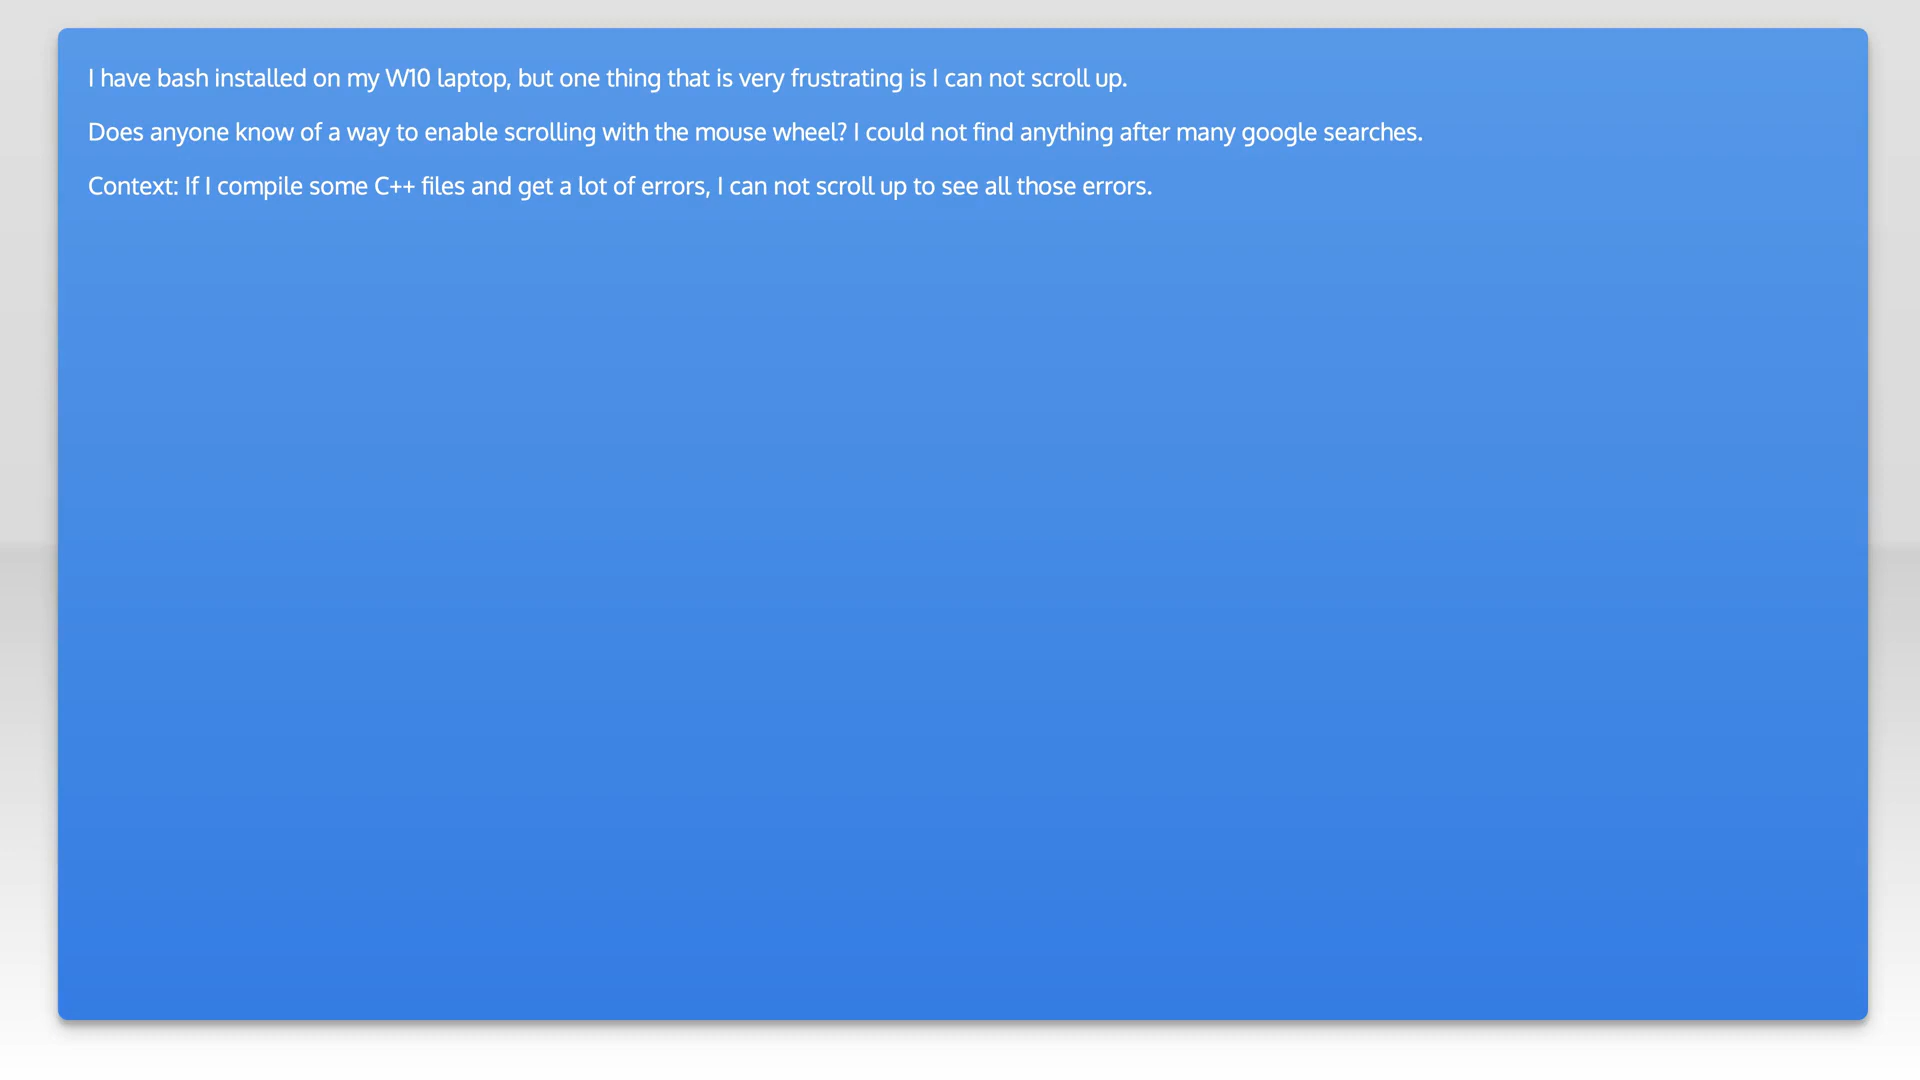 I have bash installed on my W10 laptop, but one thing that is very frustrating is I can not scroll up.
Does anyone know of a way to enable scrolling with the mouse wheel? I could not find anything after many google searches.
Context: If I compile some C++ files and get a lot of errors, I can not scroll up to see all those errors.